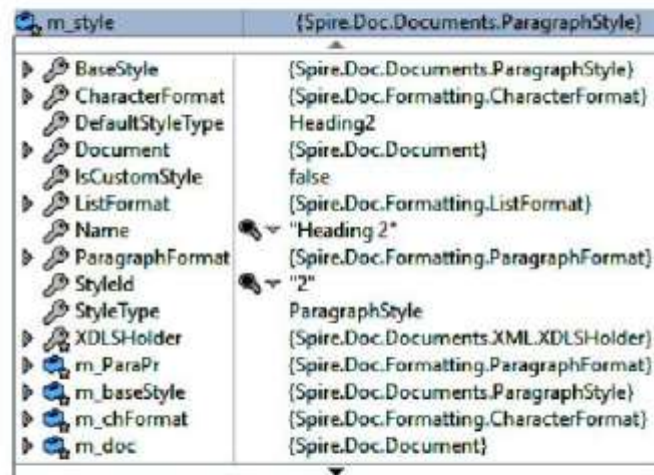 m_style {Spire.Doc.Documents.ParagraphStyle}
BaseStyle {Spire.Doc.Documents.ParagraphStyle}
CharacterFormat {Spire.Doc.Formatting.CharacterFormat}
DefaultStyleType Heading2
Document {Spire.Doc.Document}
IsCustomStyle false
ListFormat {Spire.Doc.Formatting.ListFormat}
Name "Heading 2"
ParagraphFormat {Spire.Doc.Formatting.ParagraphFormat}
StyleId "2"
StyleType ParagraphStyle
XDLSHolder {Spire.Doc.Documents.XML.XDLSHolder}
m_ParaPr {Spire.Doc.Formatting.ParagraphFormat}
m_baseStyle {Spire.Doc.Documents.ParagraphStyle}
m_chFormat {Spire.Doc.Formatting.CharacterFormat}
m_doc {Spire.Doc.Document}